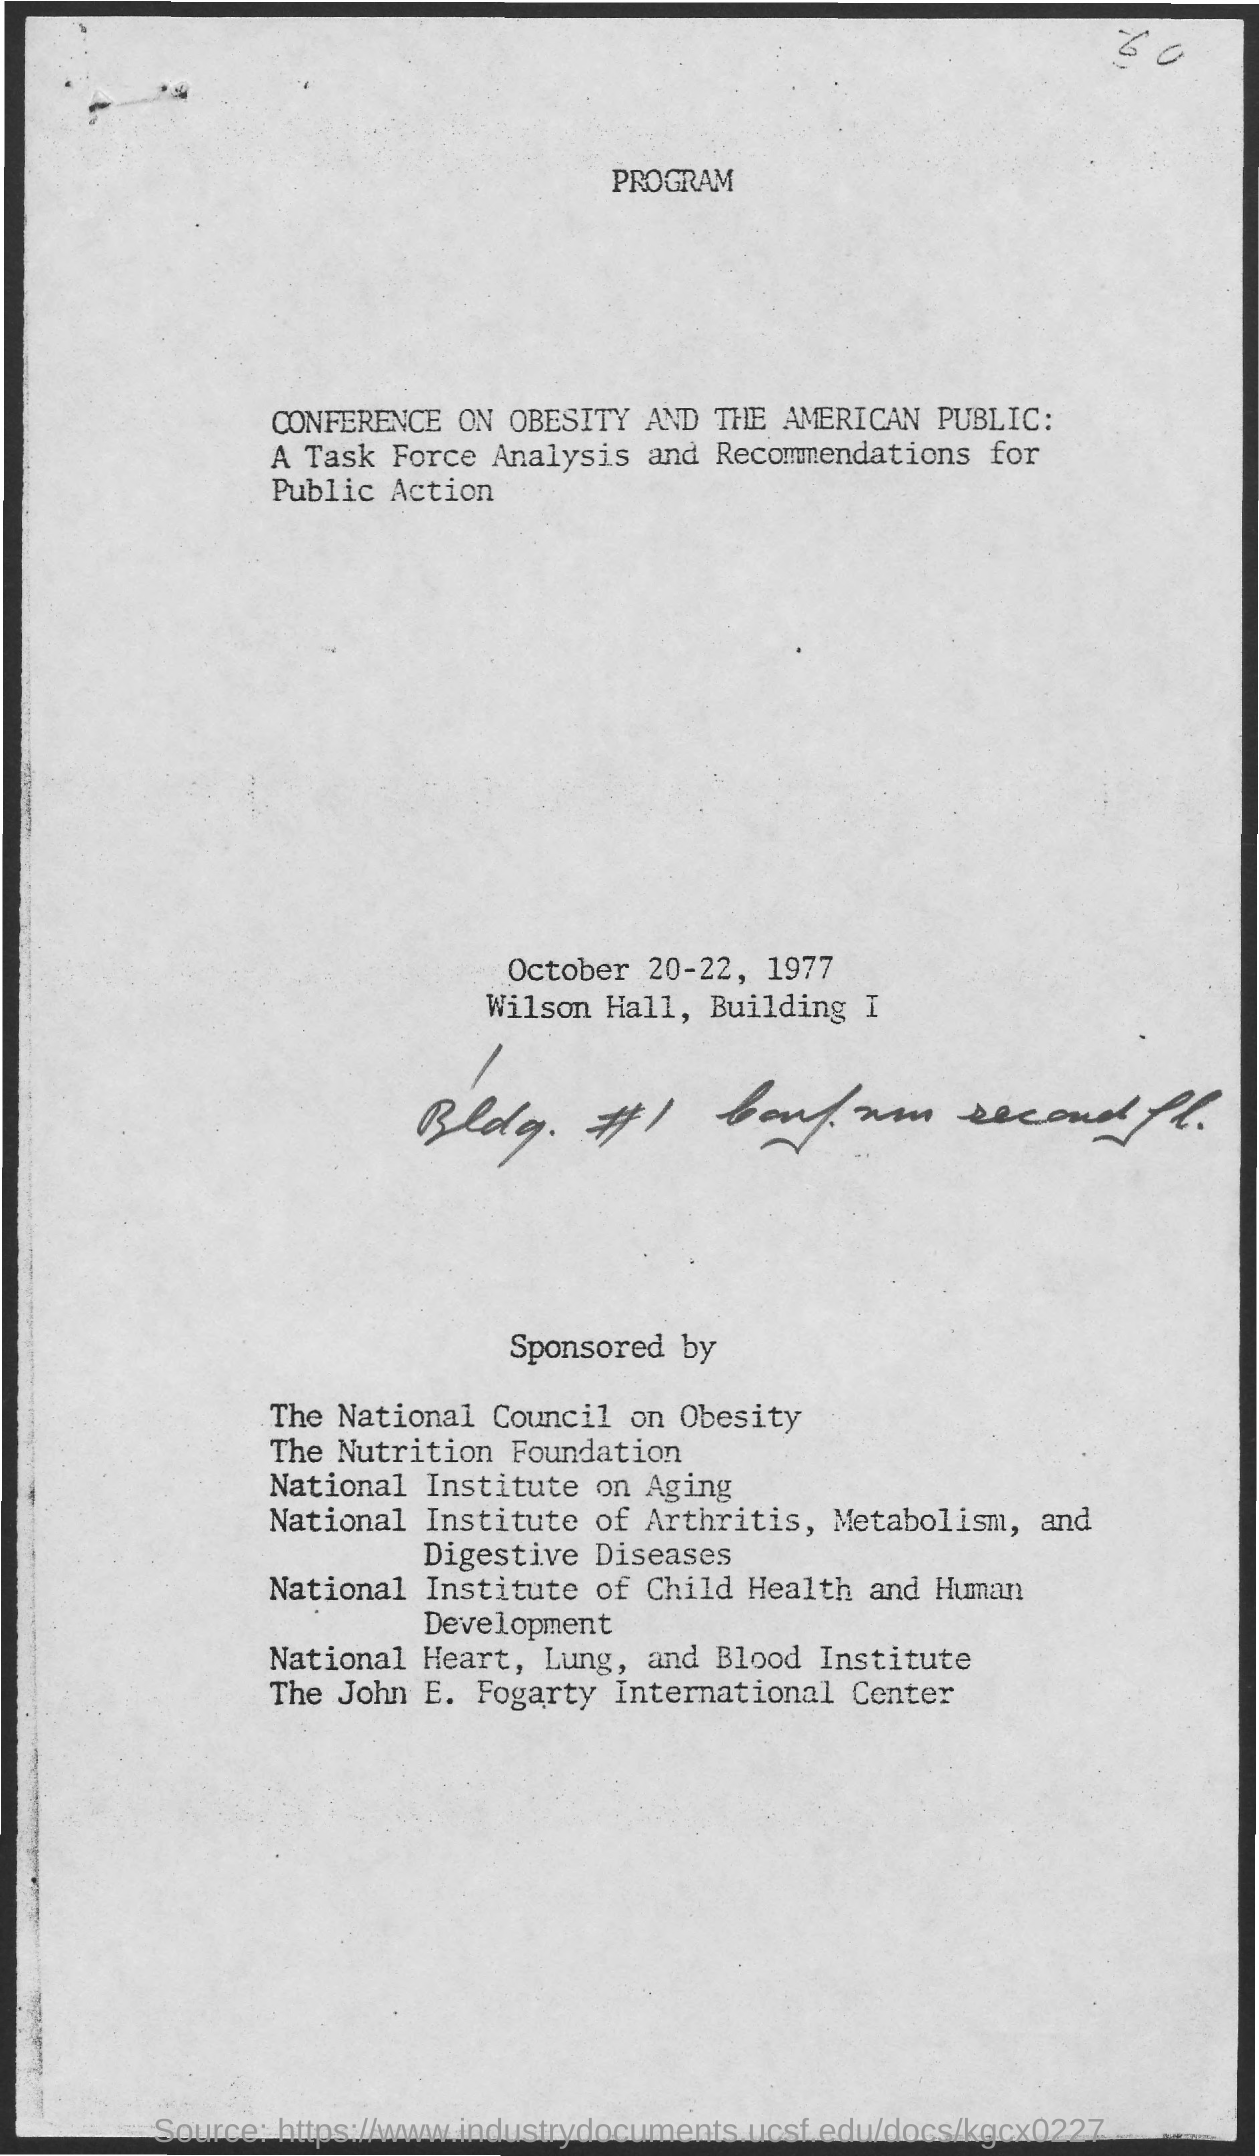 PROGRAM
CONFERENCE ON OBESITY AND THE AMERICAN PUBLIC:
A Task Force Analysis and Recommendations for
Public Action
October 20-22, 1977
Wilson Hall, Building I
Bldg. #1 Conf. rm second fl.
Sponsored by
The National Council on Obesity
The Nutrition Foundation
National Institute on Aging
National Institute of Arthritis, Metabolism, and
Digestive Diseases
National Institute of Child Health and Human
Development
National Heart, Lung, and Blood Institute
The John E. Fogarty International Center
Source: https://www.industrydocuments.ucsf.edu/docs/kgcx0227